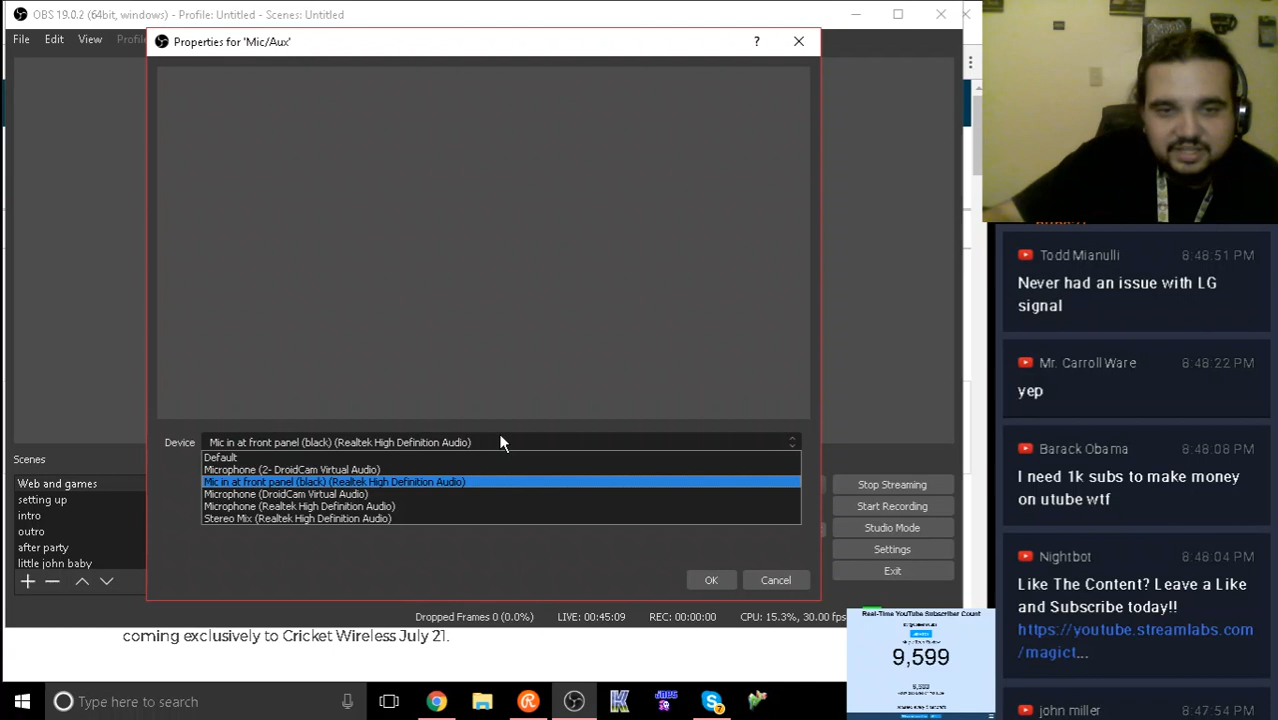 OBS 19.0.2 (64bit, windows) - Profile: Untitled - Scenes: Untitled
File Edit View Profile
Properties for 'Mic/Aux'
?
Device Mic in at front panel (black) (Realtek High Definition Audio)
Default
Microphone (2- DroidCam Virtual Audio)
Mic in at front panel (black) (Realtek High Definition Audio)
Microphone (DroidCam Virtual Audio)
Microphone (Realtek High Definition Audio)
Stereo Mix (Realtek High Definition Audio)
OK Cancel
Scenes
Web and games
setting up
intro
outro
after party
little john baby
Stop Streaming
Start Recording
Studio Mode
Settings
Exit
Dropped Frames 0 (0.0%) LIVE: 00:45:09 REC: 00:00:00 CPU: 15.3%, 30.00 fps
coming exclusively to Cricket Wireless July 21.
Todd Mianulli 8:48:51 PM
Never had an issue with LG
signal
Mr. Carroll Ware 8:48:22 PM
yep
Barack Obama 8:48:08 PM
I need 1k subs to make money
on utube wtf
Nightbot 8:48:04 PM
Like The Content? Leave a Like
and Subscribe today!!
https://youtube.streamlabs.com
/magict...
john miller 8:47:54 PM
Real-Time YouTube Subscriber Count
9,599
Type here to search
7